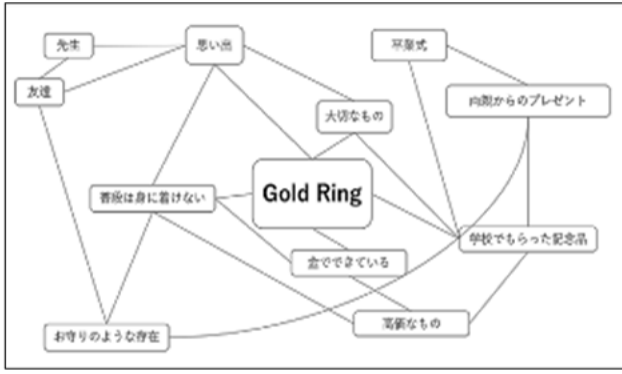 先生
思い出
卒業式
友達
両親からのプレゼント
大切なもの
Gold Ring
普段は身に着けない
学校でもらった記念品
金でできている
高価なもの
お守りのような存在